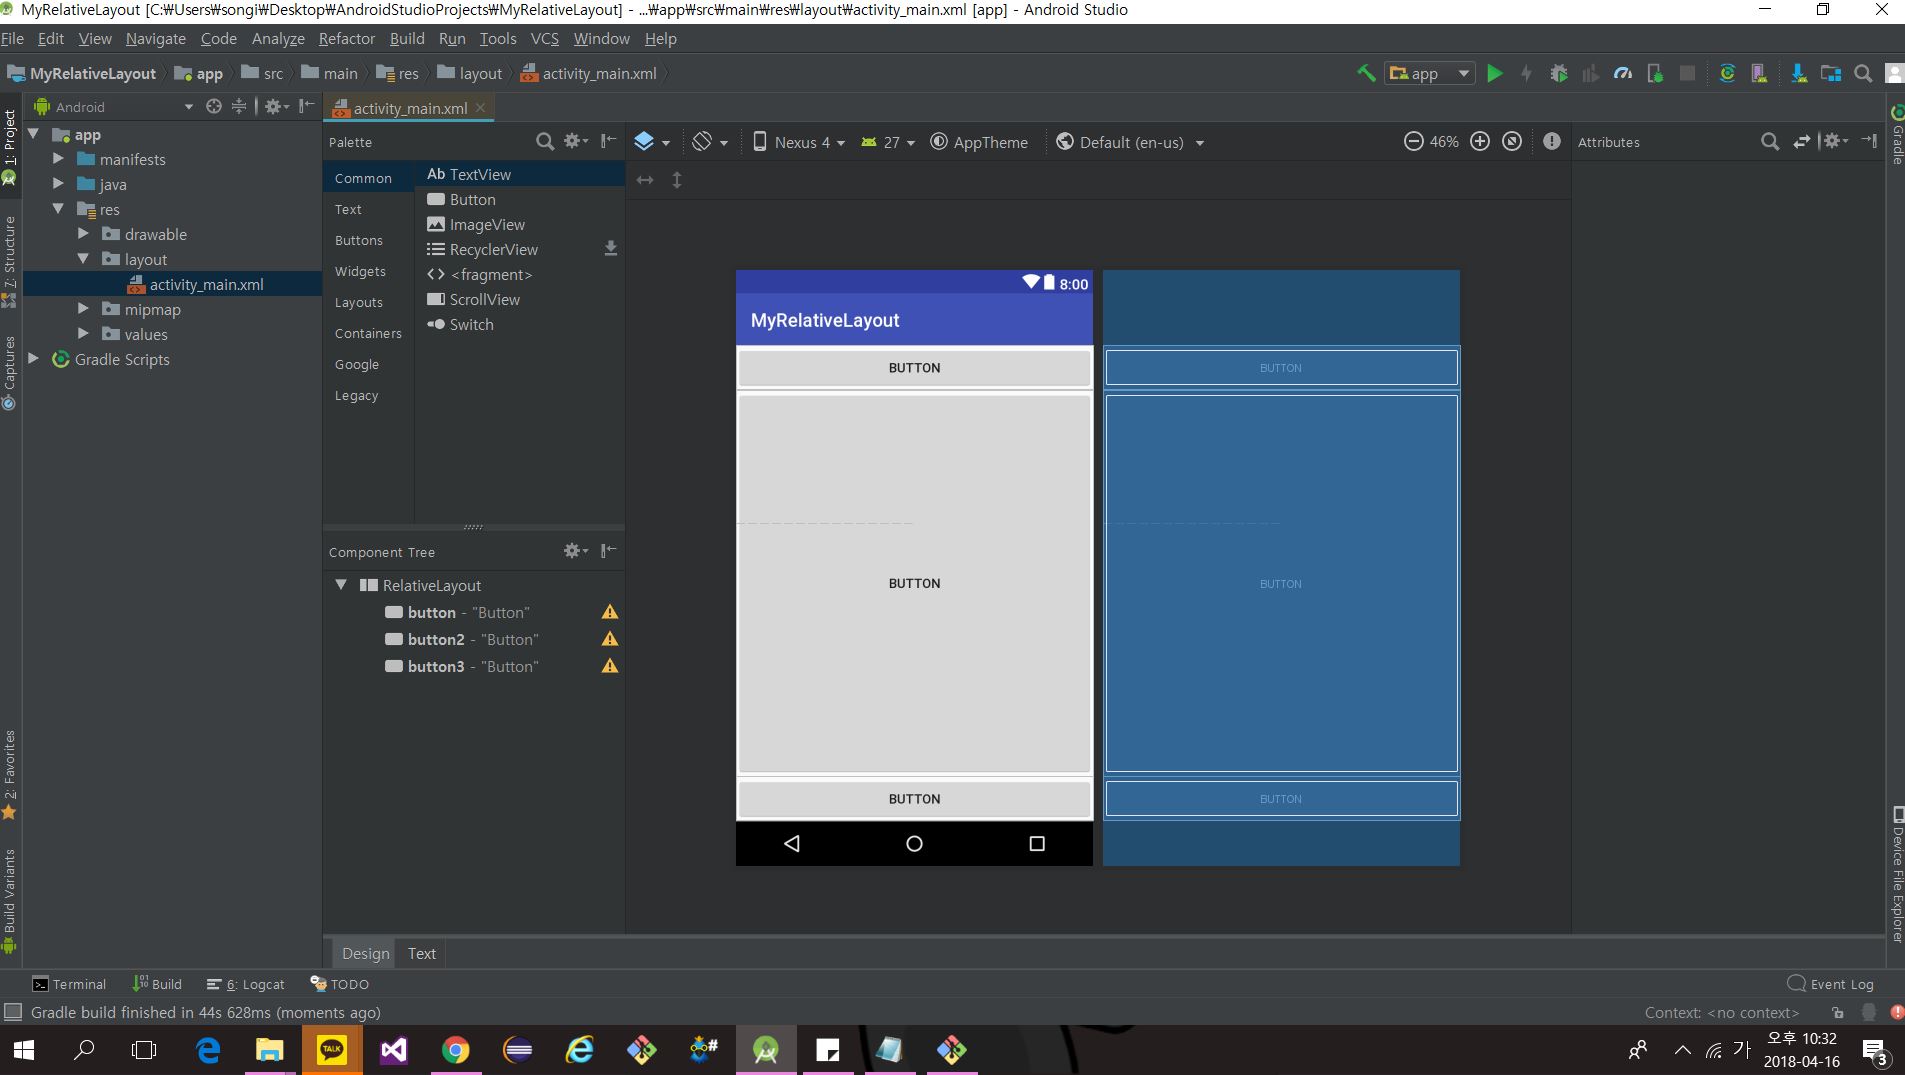 MyRelativeLayout [C:₩Users₩songi₩Desktop₩AndroidStudioProjects₩MyRelativeLayout] - ...₩app₩src₩main₩res₩layout₩activity_main.xml [app] - Android Studio
File Edit View Navigate Code Analyze Refactor Build Run Tools VCS Window Help
MyRelativeLayout app src main res layout activity_main.xml
app
1: Project
7: Structure
Captures
2: Favorites
Build Variants
Android
app
manifests
java
res
drawable
layout
activity_main.xml
mipmap
values
Gradle Scripts
activity_main.xml
Palette
Common
Text
Buttons
Widgets
Layouts
Containers
Google
Legacy
Ab TextView
Button
ImageView
RecyclerView
<fragment>
ScrollView
Switch
Component Tree
RelativeLayout
button - "Button"
button2 - "Button"
button3 - "Button"
Nexus 4 27 AppTheme Default (en-us) 46%
8:00
MyRelativeLayout
BUTTON
BUTTON
BUTTON
BUTTON
BUTTON
BUTTON
Attributes
Gradle
Device File Explorer
Design Text
Terminal Build 6: Logcat TODO Event Log
Gradle build finished in 44s 628ms (moments ago) Context: <no context>
TALK
가
오후 10:32
2018-04-16
3